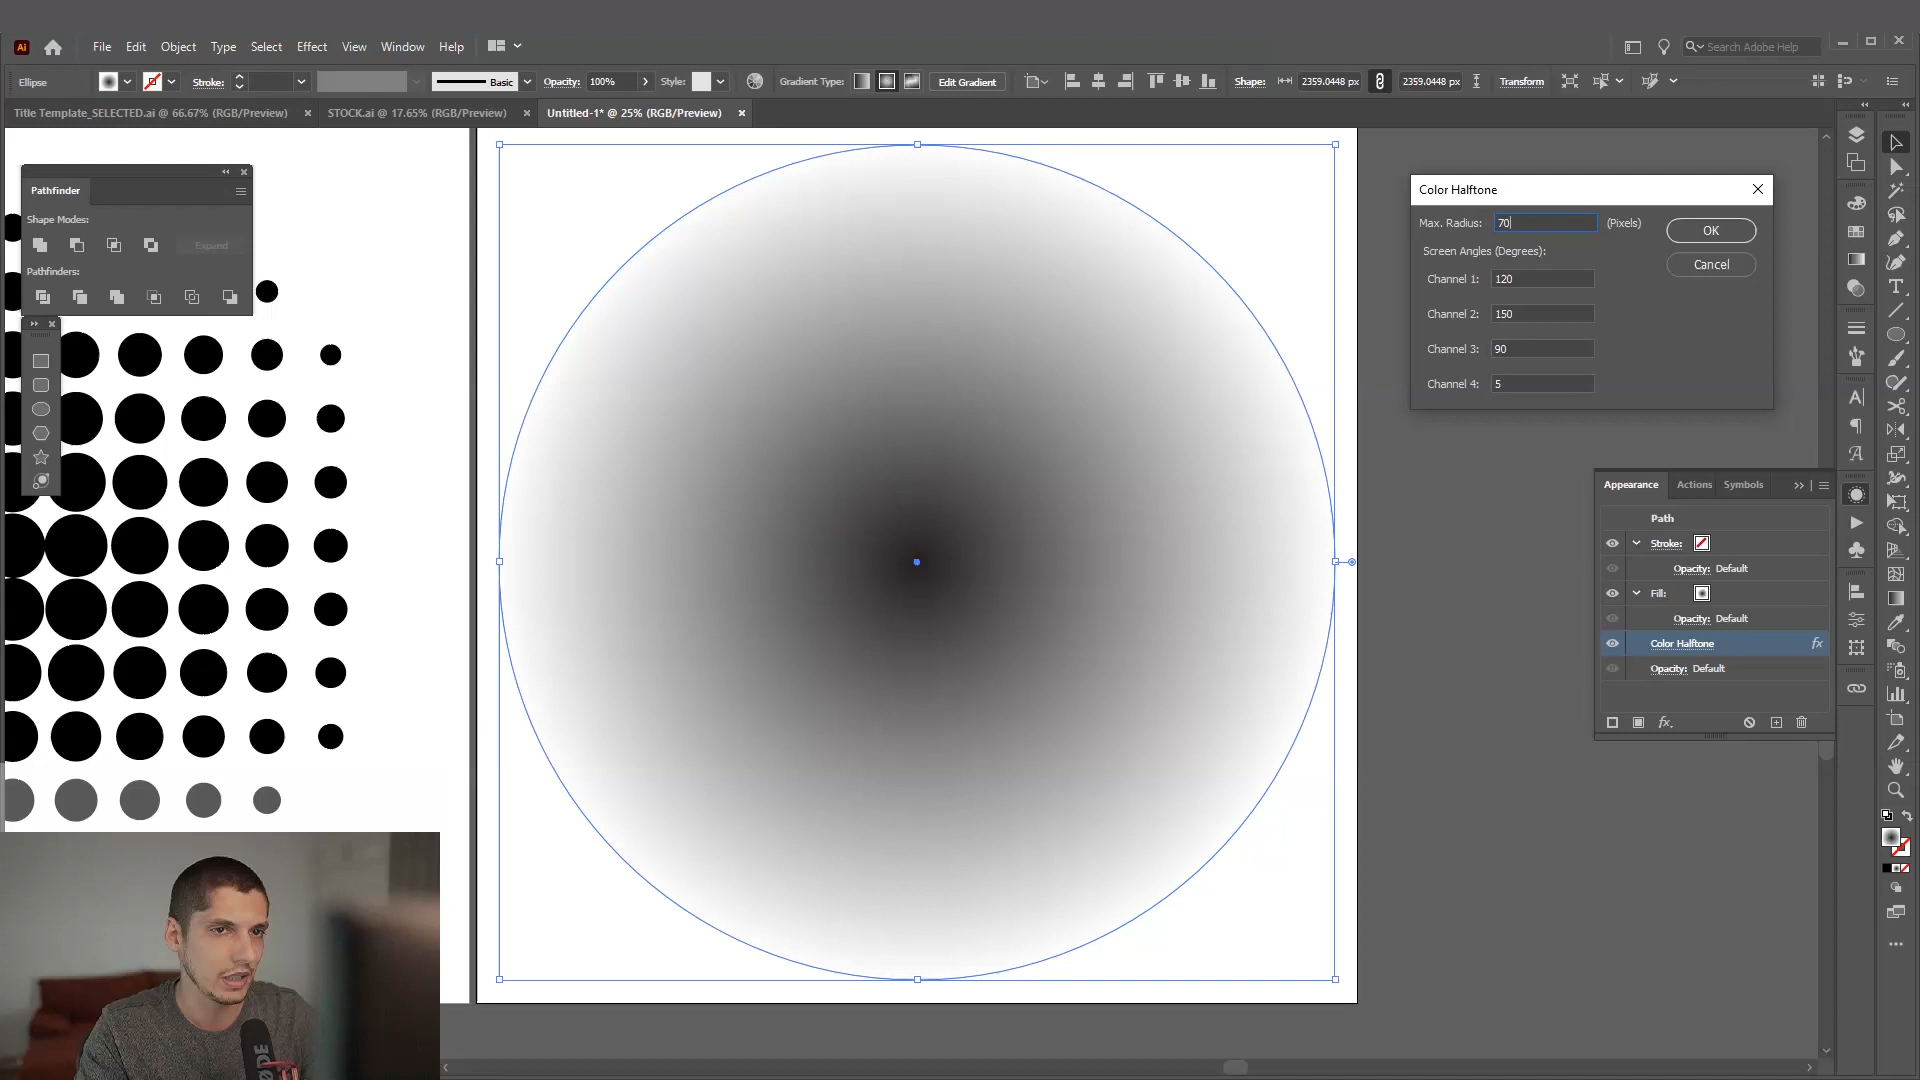 Ai
File Edit Object Type Select Effect View Window Help
Search Adobe Help
Ellipse
Stroke:
Basic
Opacity: 100%
Style:
Gradient Type:
Edit Gradient
Shape:
2359.0448 px
2359.0448 px
Transform
Title Template_SELECTED.ai @ 66.67% (RGB/Preview)
STOCK.ai @ 17.65% (RGB/Preview)
Untitled-1* @ 25% (RGB/Preview)
Pathfinder
Shape Modes:
Expand
Pathfinders:
Color Halftone
Max. Radius: 70 (Pixels)
OK
Screen Angles (Degrees):
Cancel
Channel 1: 120
Channel 2: 150
Channel 3: 90
Channel 4: 5
Appearance Actions Symbols
Path
Stroke:
Opacity: Default
Fill:
Opacity: Default
Color Halftone fx
Opacity: Default
fx.
RØDE